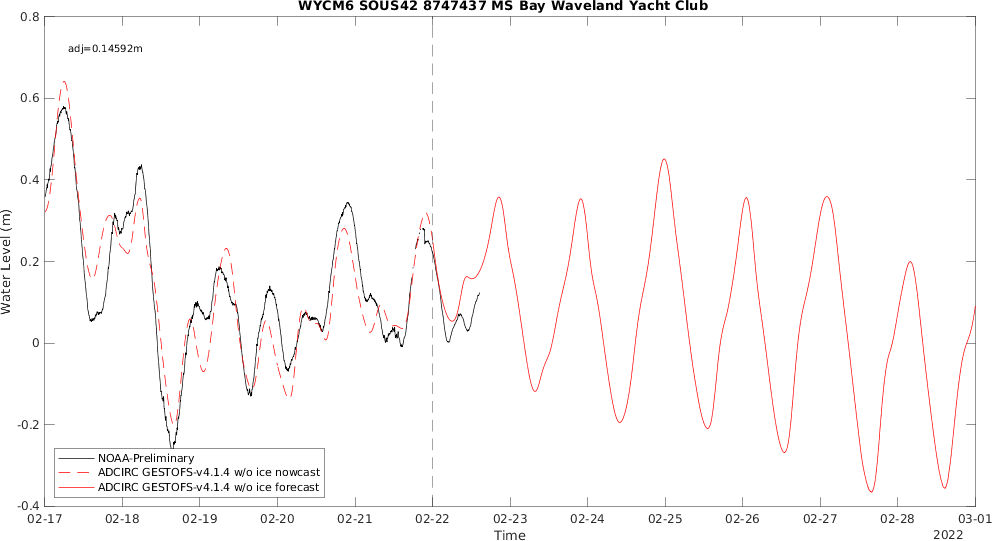 WYCM6 SOUS42 8747437 MS Bay Waveland Yacht Club
adj=0.14592m
Water Level (m)
0.8
0.6
0.4
0.2
0
-0.2
-0.4
NOAA-Preliminary
ADCIRC GESTOFS-v4.1.4 w/o ice nowcast
ADCIRC GESTOFS-v4.1.4 w/o ice forecast
02-17 02-18 02-19 02-20 02-21 02-22 02-23 02-24 02-25 02-26 02-27 02-28 03-01
Time
2022